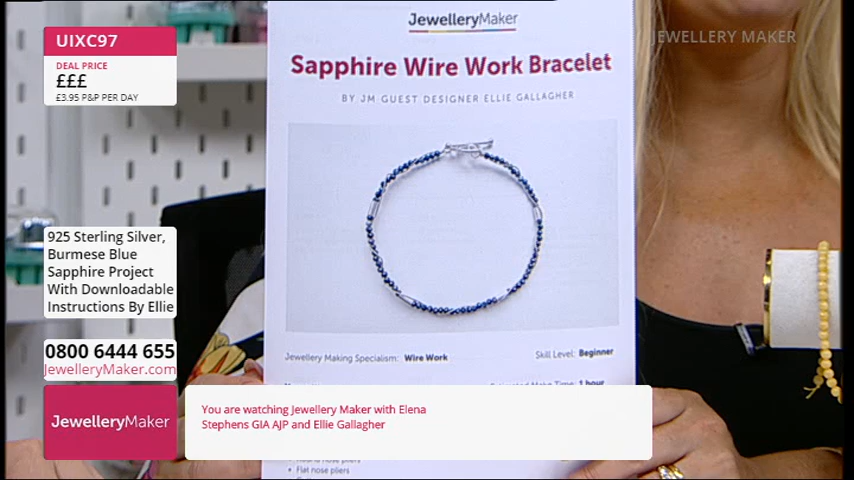 UIXC97
DEAL PRICE
£££
£3.95 P&P PER DAY
JewelleryMaker
Sapphire Wire Work Bracelet
BY JM GUEST DESIGNER ELLIE GALLAGHER
JEWELLERY MAKER
925 Sterling Silver,
Burmese Blue
Sapphire Project
With Downloadable
Instructions By Ellie
0800 6444 655
JewelleryMaker.com
Jewellery Making Specialism: Wire Work
Skill Level: Beginner
1 hour
JewelleryMaker
You are watching Jewellery Maker with Elena
Stephens GIA AJP and Ellie Gallagher
• Flat nose pliers